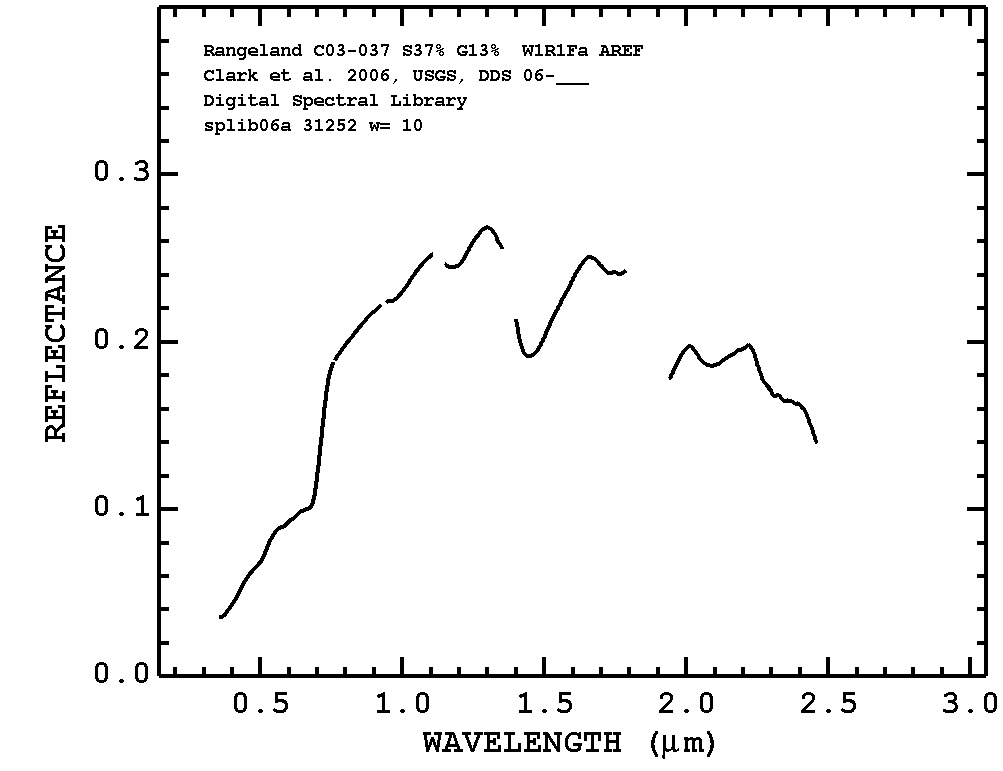 Rangeland C03-037 S37% G13%  W1R1Fa AREF
Clark et al. 2006, USGS, DDS 06-___
Digital Spectral Library
splib06a 31252 w= 10
0.3
0.2
0.1
0.0
REFLECTANCE
0.5 1.0 1.5 2.0 2.5 3.0
WAVELENGTH (μm)